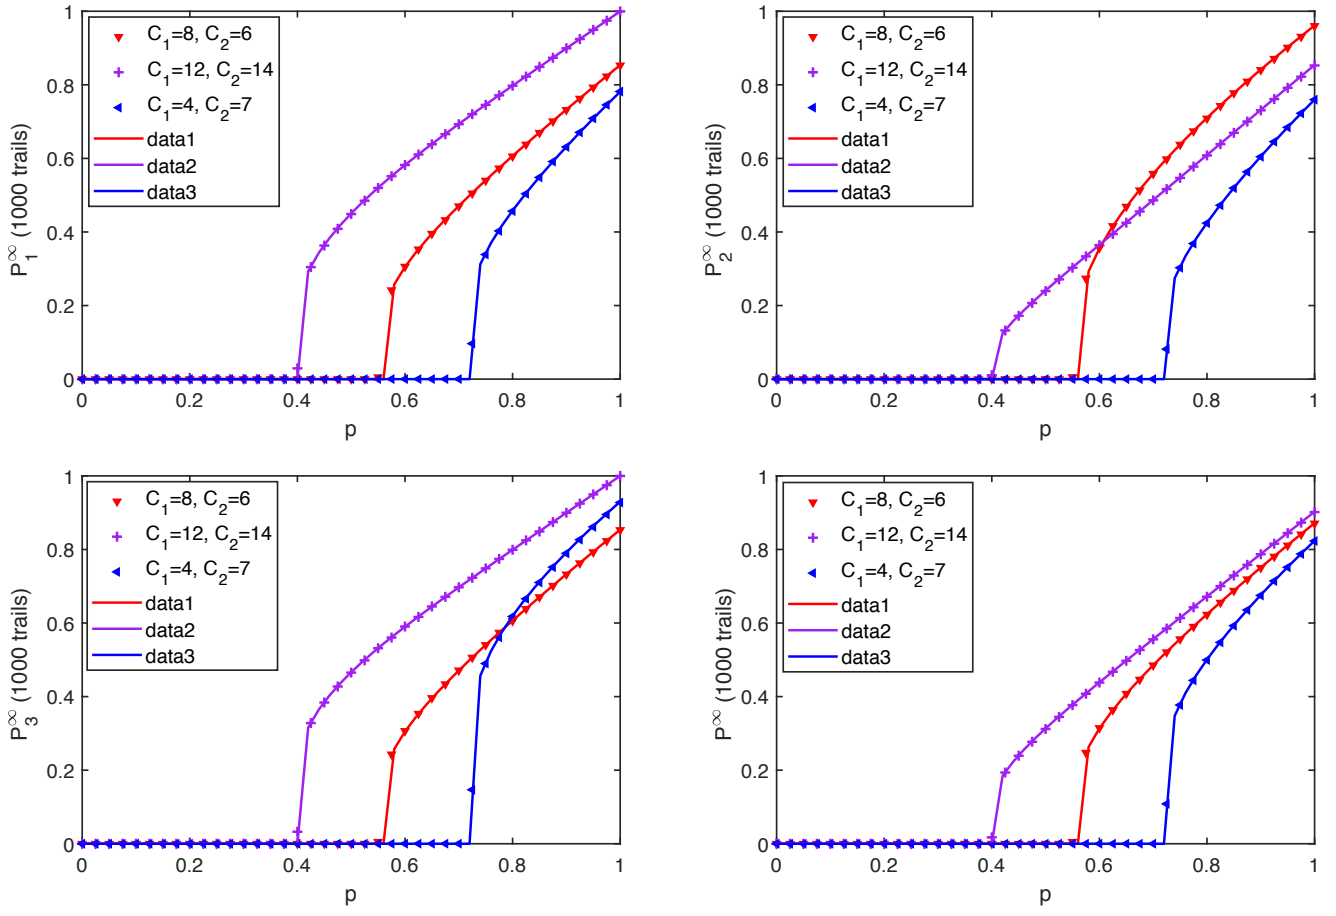 P₁^∞ (1000 trails)
1
0.8
0.6
0.4
0.2
0
C₁=8, C₂=6
C₁=12, C₂=14
C₁=4, C₂=7
data1
data2
data3
0 0.2 0.4 0.6 0.8 1
p
P₂^∞ (1000 trails)
1
0.8
0.6
0.4
0.2
0
C₁=8, C₂=6
C₁=12, C₂=14
C₁=4, C₂=7
data1
data2
data3
0 0.2 0.4 0.6 0.8 1
p
P₃^∞ (1000 trails)
1
0.8
0.6
0.4
0.2
0
C₁=8, C₂=6
C₁=12, C₂=14
C₁=4, C₂=7
data1
data2
data3
0 0.2 0.4 0.6 0.8 1
p
P^∞ (1000 trails)
1
0.8
0.6
0.4
0.2
0
C₁=8, C₂=6
C₁=12, C₂=14
C₁=4, C₂=7
data1
data2
data3
0 0.2 0.4 0.6 0.8 1
p